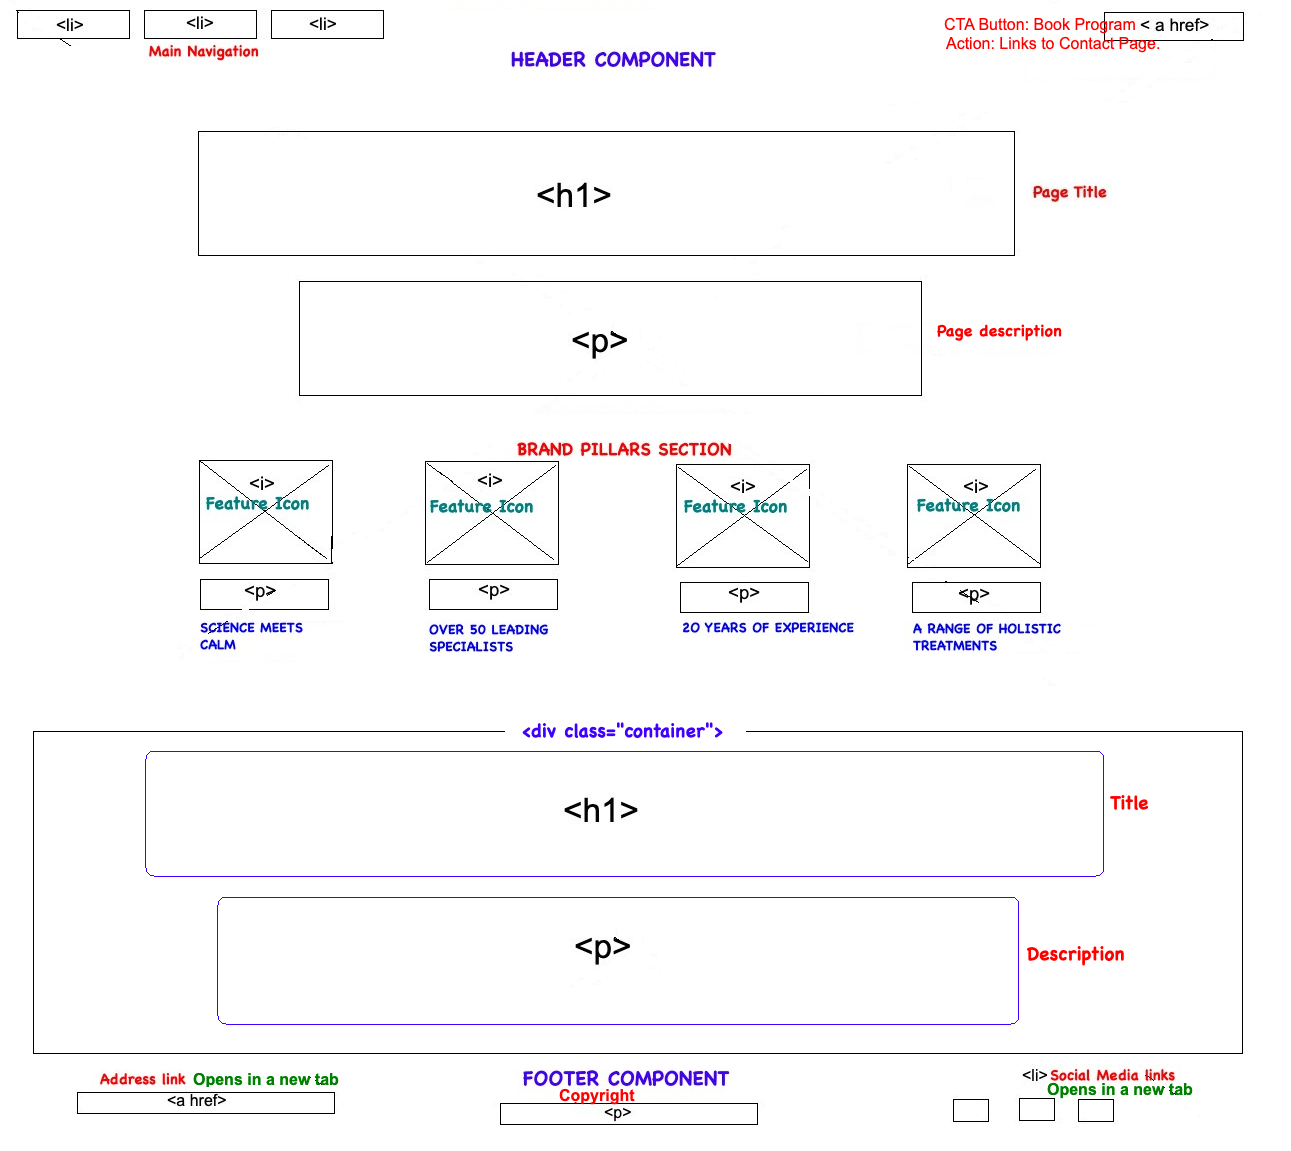 <li> <li> <li>
Main Navigation
CTA Button: Book Program < a href>
Action: Links to Contact Page.
HEADER COMPONENT
<h1>
Page Title
<p>
Page description
BRAND PILLARS SECTION
<i> <i> <i> <i>
Feature Icon Feature Icon Feature Icon Feature Icon
<p> <p> <p> <p>
SCIENCE MEETS
CALM
OVER 50 LEADING
SPECIALISTS
20 YEARS OF EXPERIENCE
A RANGE OF HOLISTIC
TREATMENTS
<div class="container">
<h1>
Title
<p>
Description
Address link Opens in a new tab
<a href>
FOOTER COMPONENT
Copyright
<p>
<li> Social Media links
Opens in a new tab